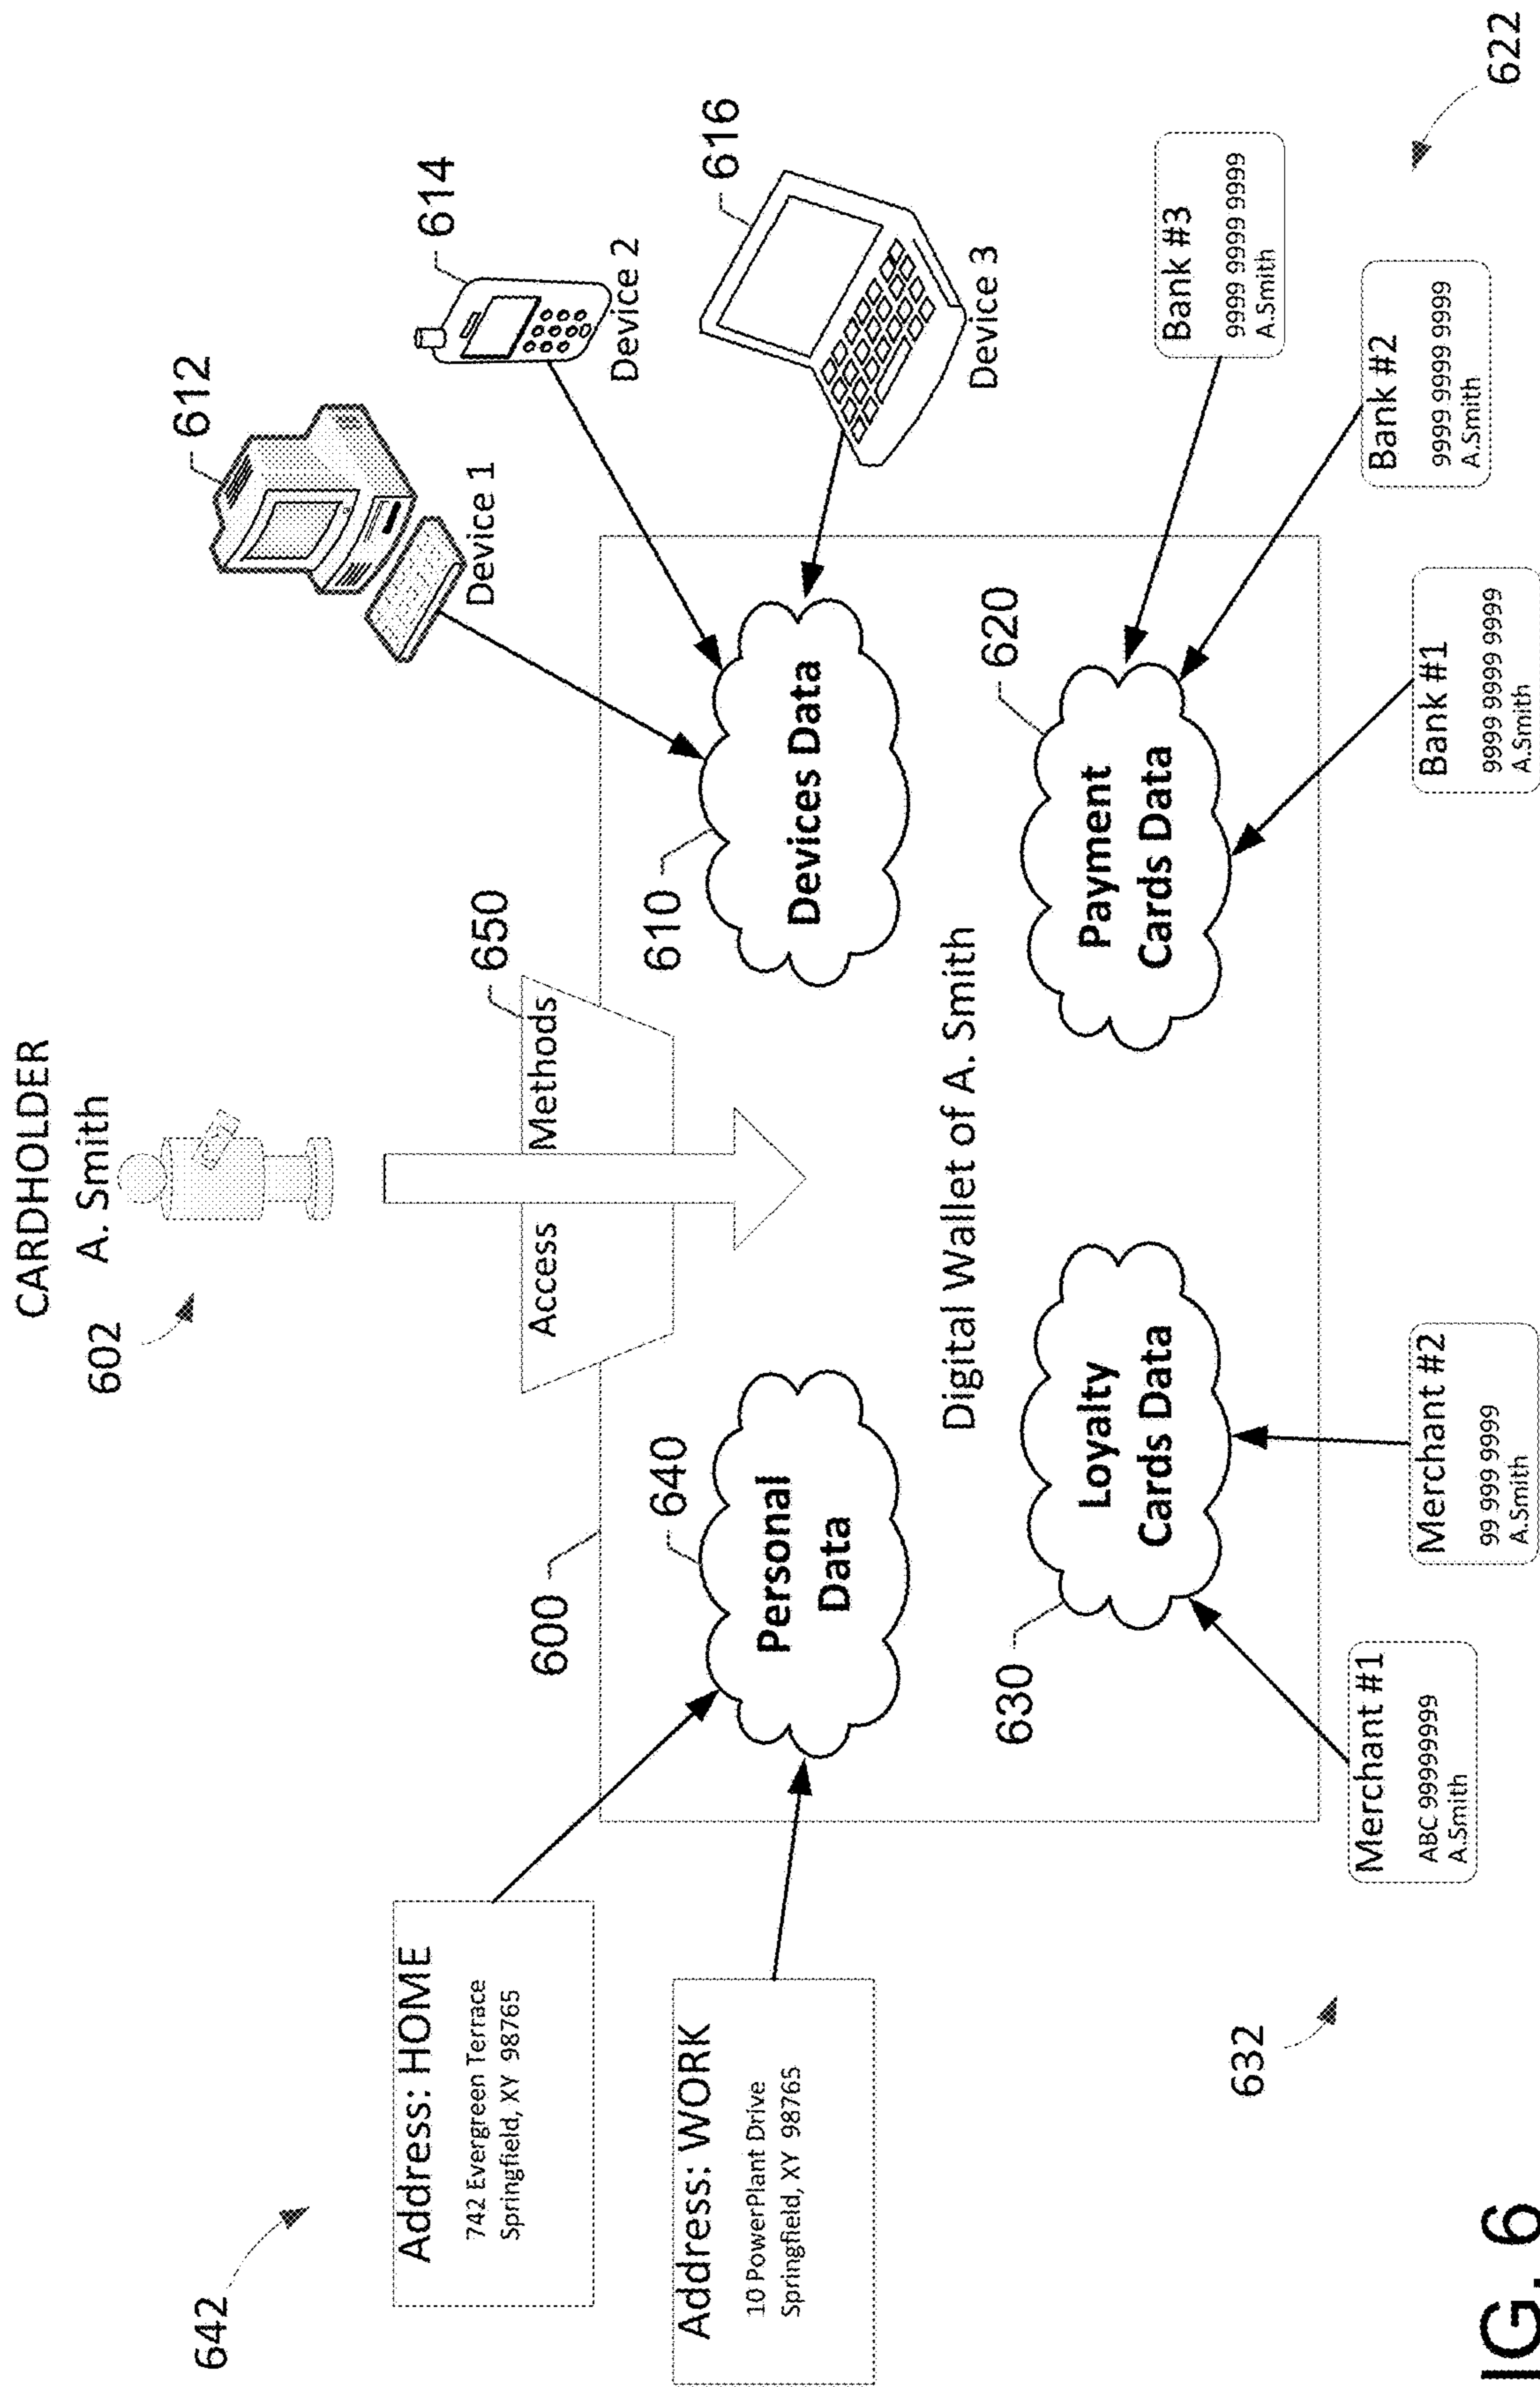 CARDHOLDER
602 A. Smith
642
Address: HOME
742 Evergreen Terrace
Springfield, XY 98765
Address: WORK
10 PowerPlant Drive
Springfield, XY 98765
600
Access Methods
650
612
Device 1
614
Device 2
616
Device 3
640
Personal
Data
610
Devices Data
Digital Wallet of A. Smith
630
Loyalty
Cards Data
620
Payment
Cards Data
632
Merchant #1
ABC 99999999
A.Smith
Merchant #2
99 999 9999
A.Smith
Bank #1
9999 9999 9999 9999
A.Smith
Bank #2
9999 9999 9999 9999
A.Smith
Bank #3
9999 9999 9999 9999
A.Smith
622
IG. 6